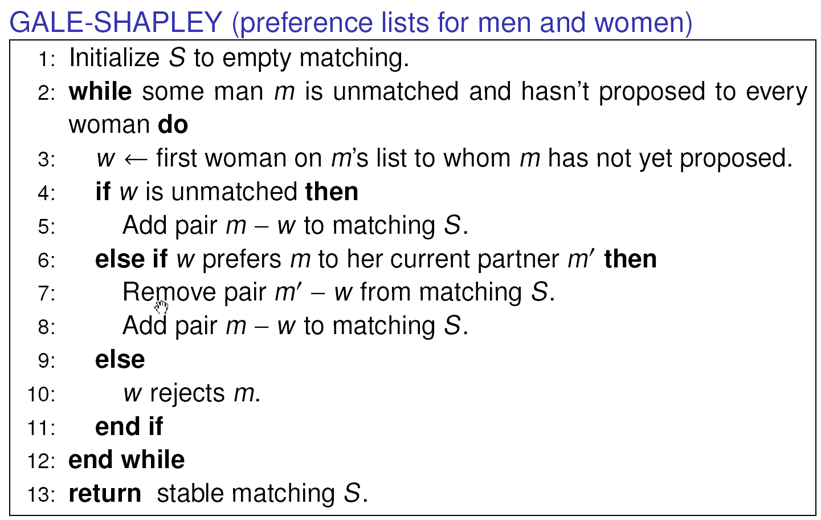 GALE-SHAPLEY (preference lists for men and women)
1: Initialize S to empty matching.
2: while some man m is unmatched and hasn't proposed to every
woman do
3: w ← first woman on m's list to whom m has not yet proposed.
4: if w is unmatched then
5: Add pair m – w to matching S.
6: else if w prefers m to her current partner m′ then
7: Remove pair m′ – w from matching S.
8: Add pair m – w to matching S.
9: else
10: w rejects m.
11: end if
12: end while
13: return stable matching S.